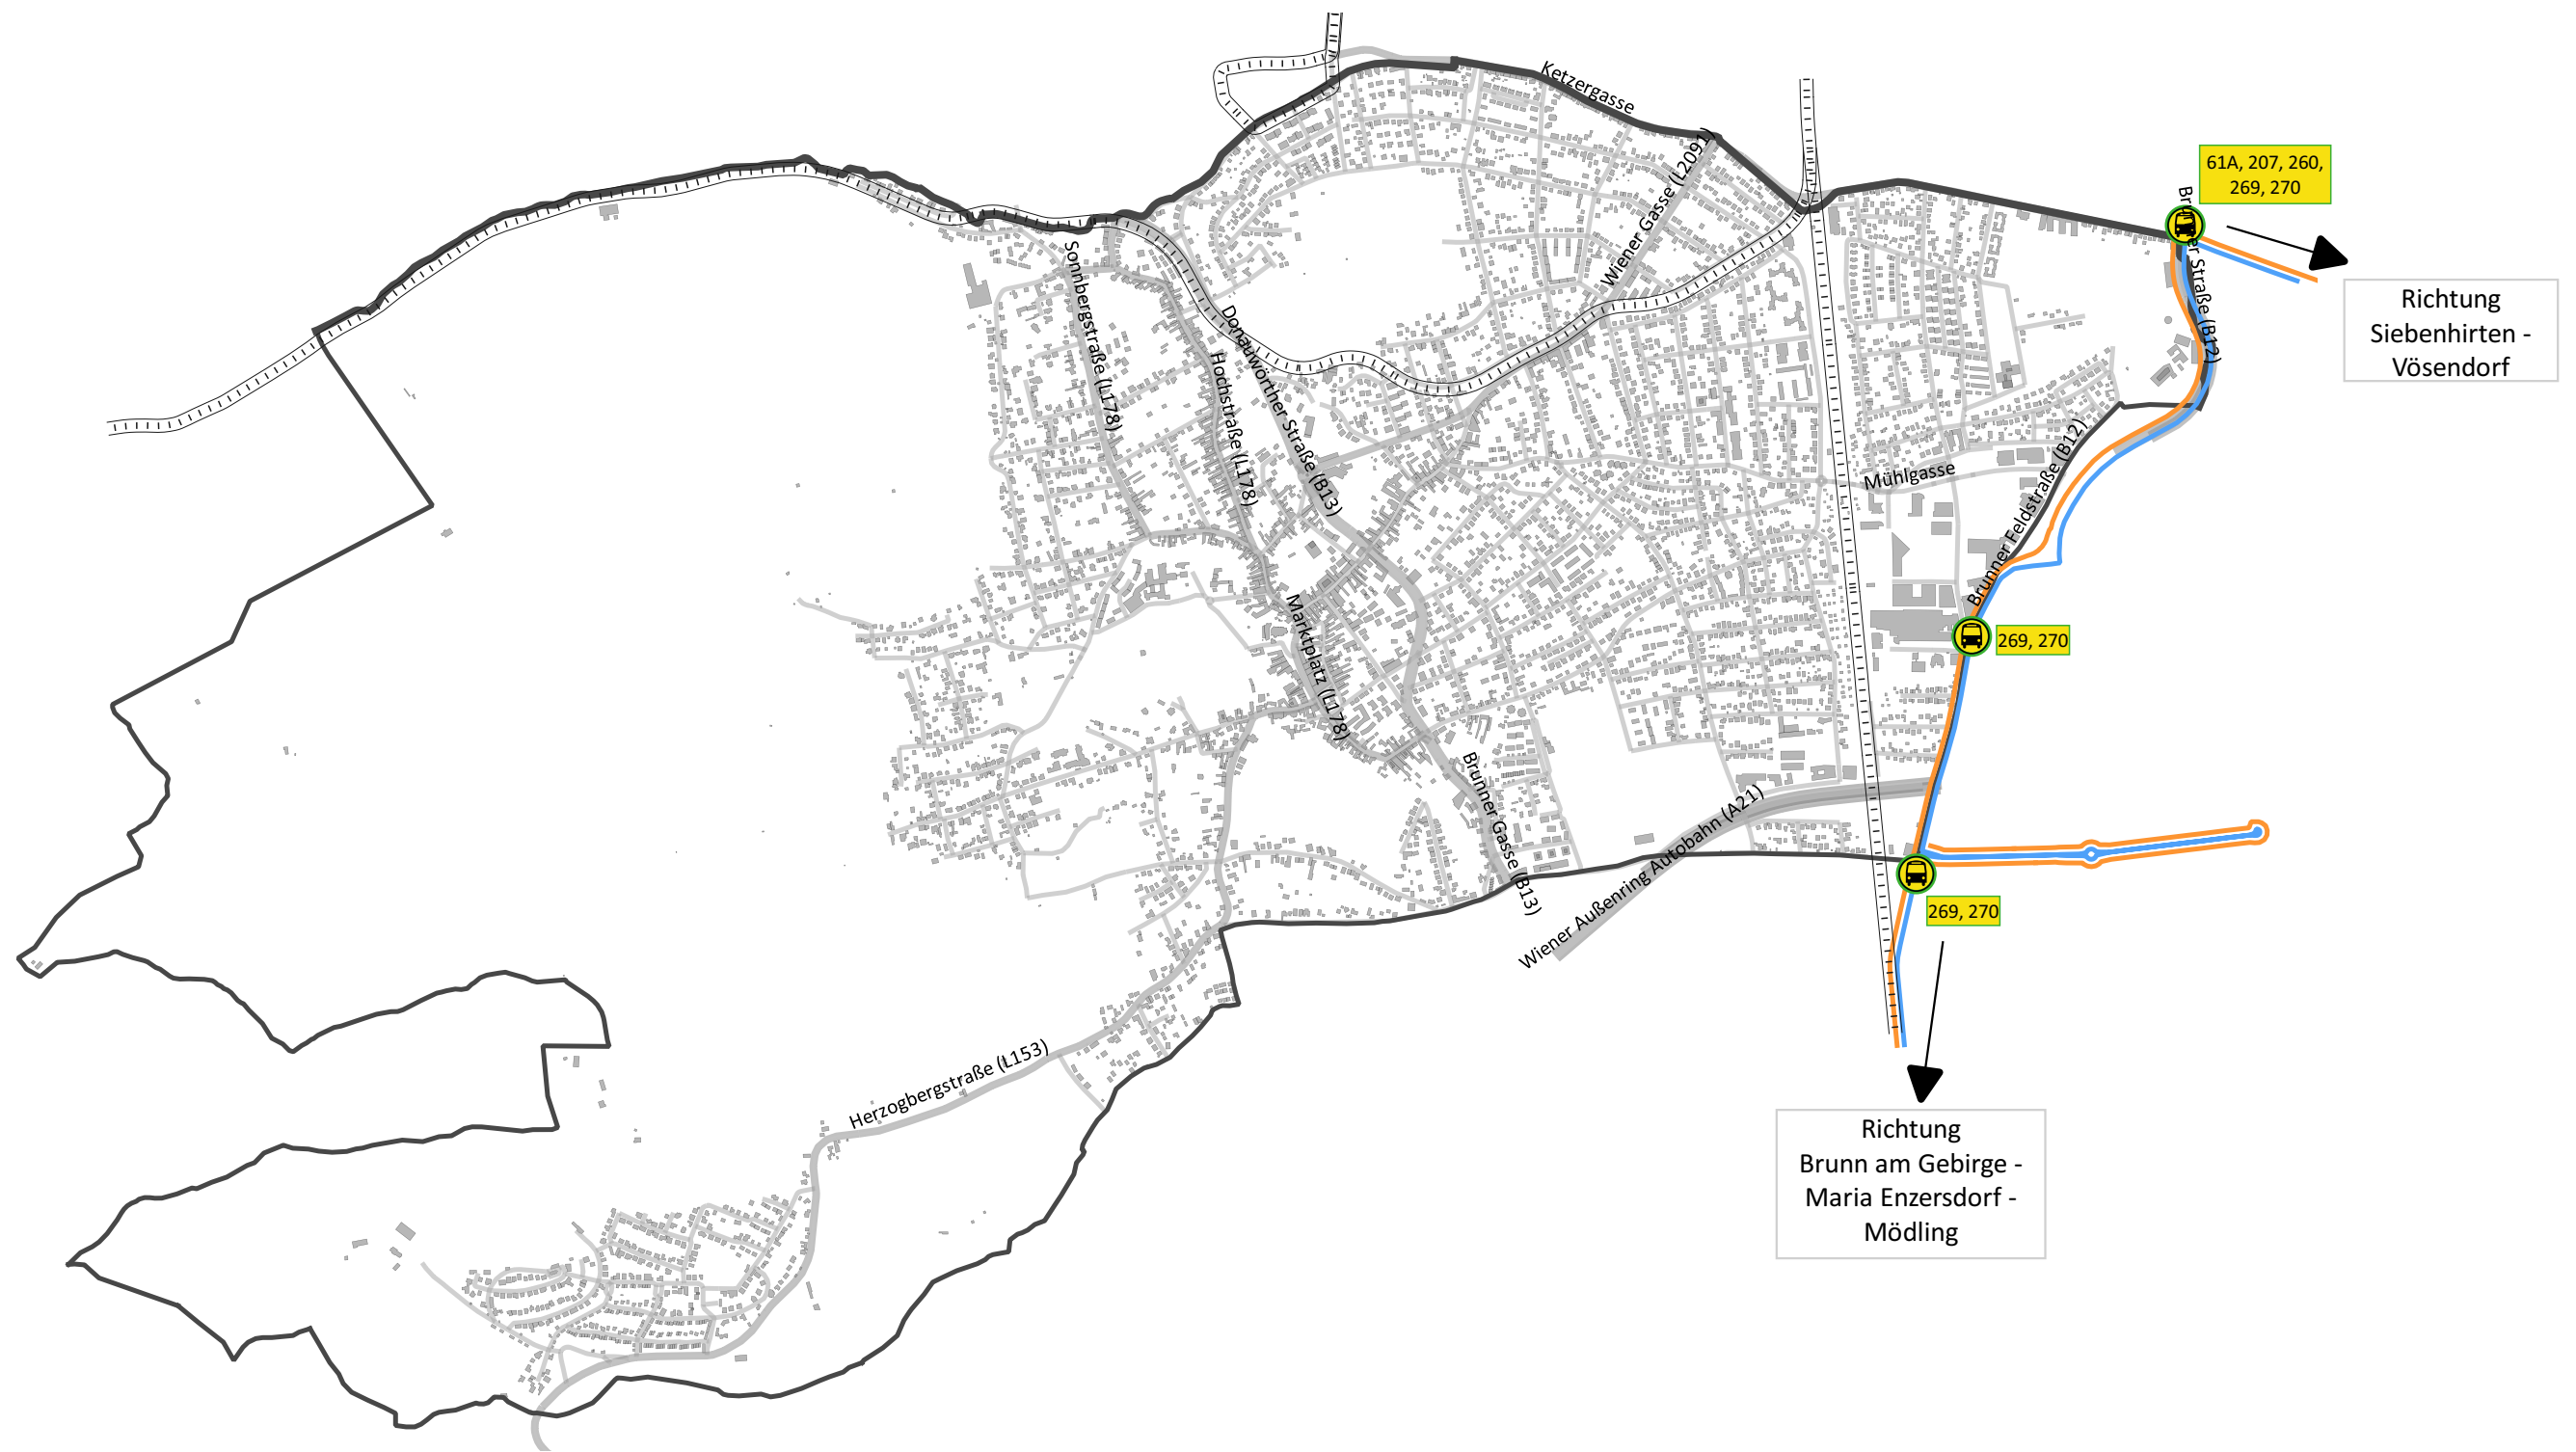 Ketzergasse
Wiener Gasse (L2091)
61A, 207, 260,
269, 270
Brunner Straße (B12)
Richtung
Siebenhirten -
Vösendorf
Sonnbergstraße (L178)
Donauwörther Straße (B13)
Hochstraße (L178)
Mühlgasse
Brunner Feldstraße (B12)
Marktplatz (L178)
269, 270
Brunner Gasse (B13)
Wiener Außenring Autobahn (A21)
269, 270
Herzogbergstraße (L153)
Richtung
Brunn am Gebirge -
Maria Enzersdorf -
Mödling